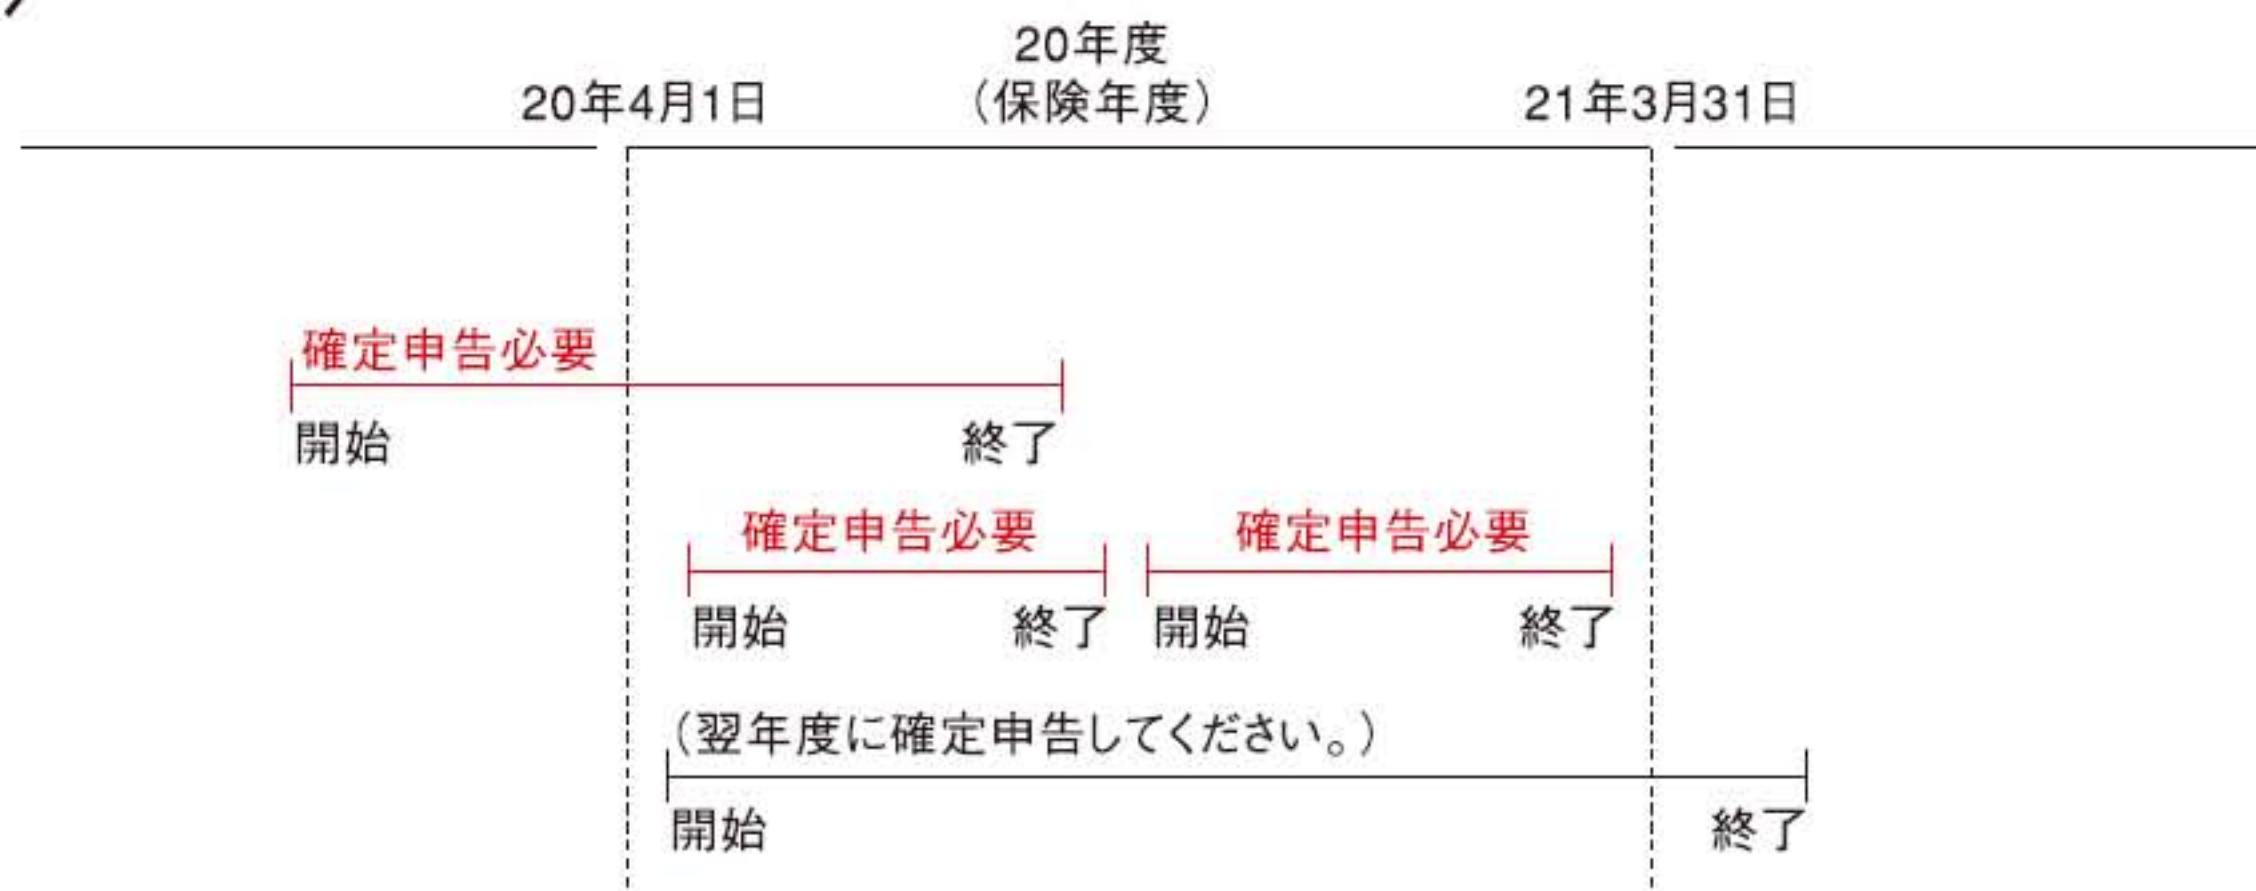 20年度
20年4月1日
（保険年度）
21年3月31日
確定申告必要
開始
終了
確定申告必要
確定申告必要
開始
終了
開始
終了
（翌年度に確定申告してください。）
開始
終了